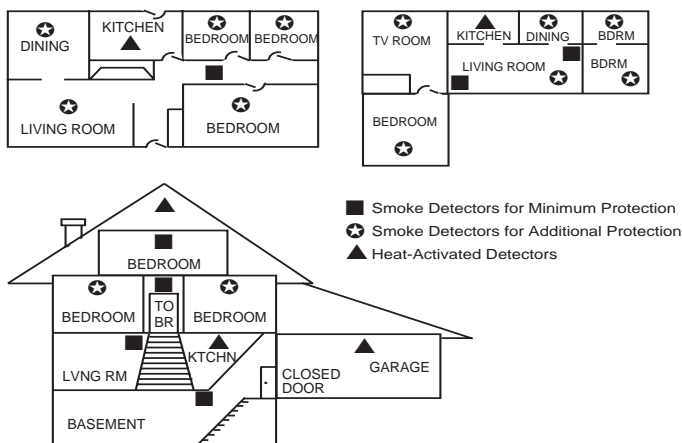 DINING
KITCHEN
BEDROOM
BEDROOM
LIVING ROOM
BEDROOM
TV ROOM
KITCHEN
DINING
BDRM
LIVING ROOM
BDRM
BEDROOM
Smoke Detectors for Minimum Protection
Smoke Detectors for Additional Protection
Heat-Activated Detectors
BEDROOM
BEDROOM
TO
BR
BEDROOM
LVNG RM
KTCHN
CLOSED
DOOR
GARAGE
BASEMENT